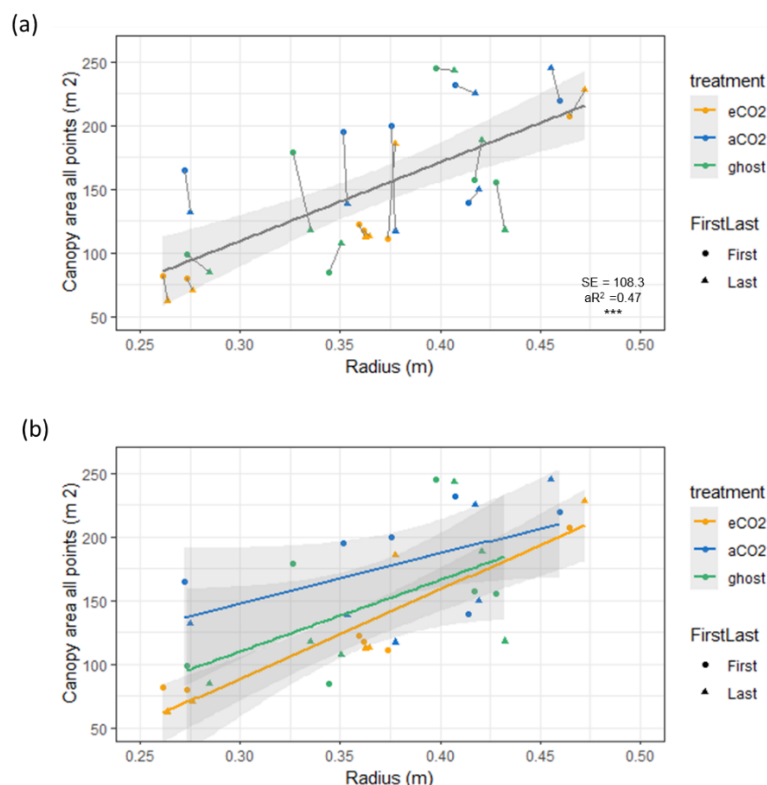 (a)
Canopy area all points (m 2)
250
200
150
100
50
0.25 0.30 0.35 0.40 0.45 0.50
Radius (m)
SE = 108.3
aR² =0.47
***
treatment
eCO2
aCO2
ghost
FirstLast
First
Last
(b)
Canopy area all points (m 2)
250
200
150
100
50
0.25 0.30 0.35 0.40 0.45 0.50
Radius (m)
treatment
eCO2
aCO2
ghost
FirstLast
First
Last